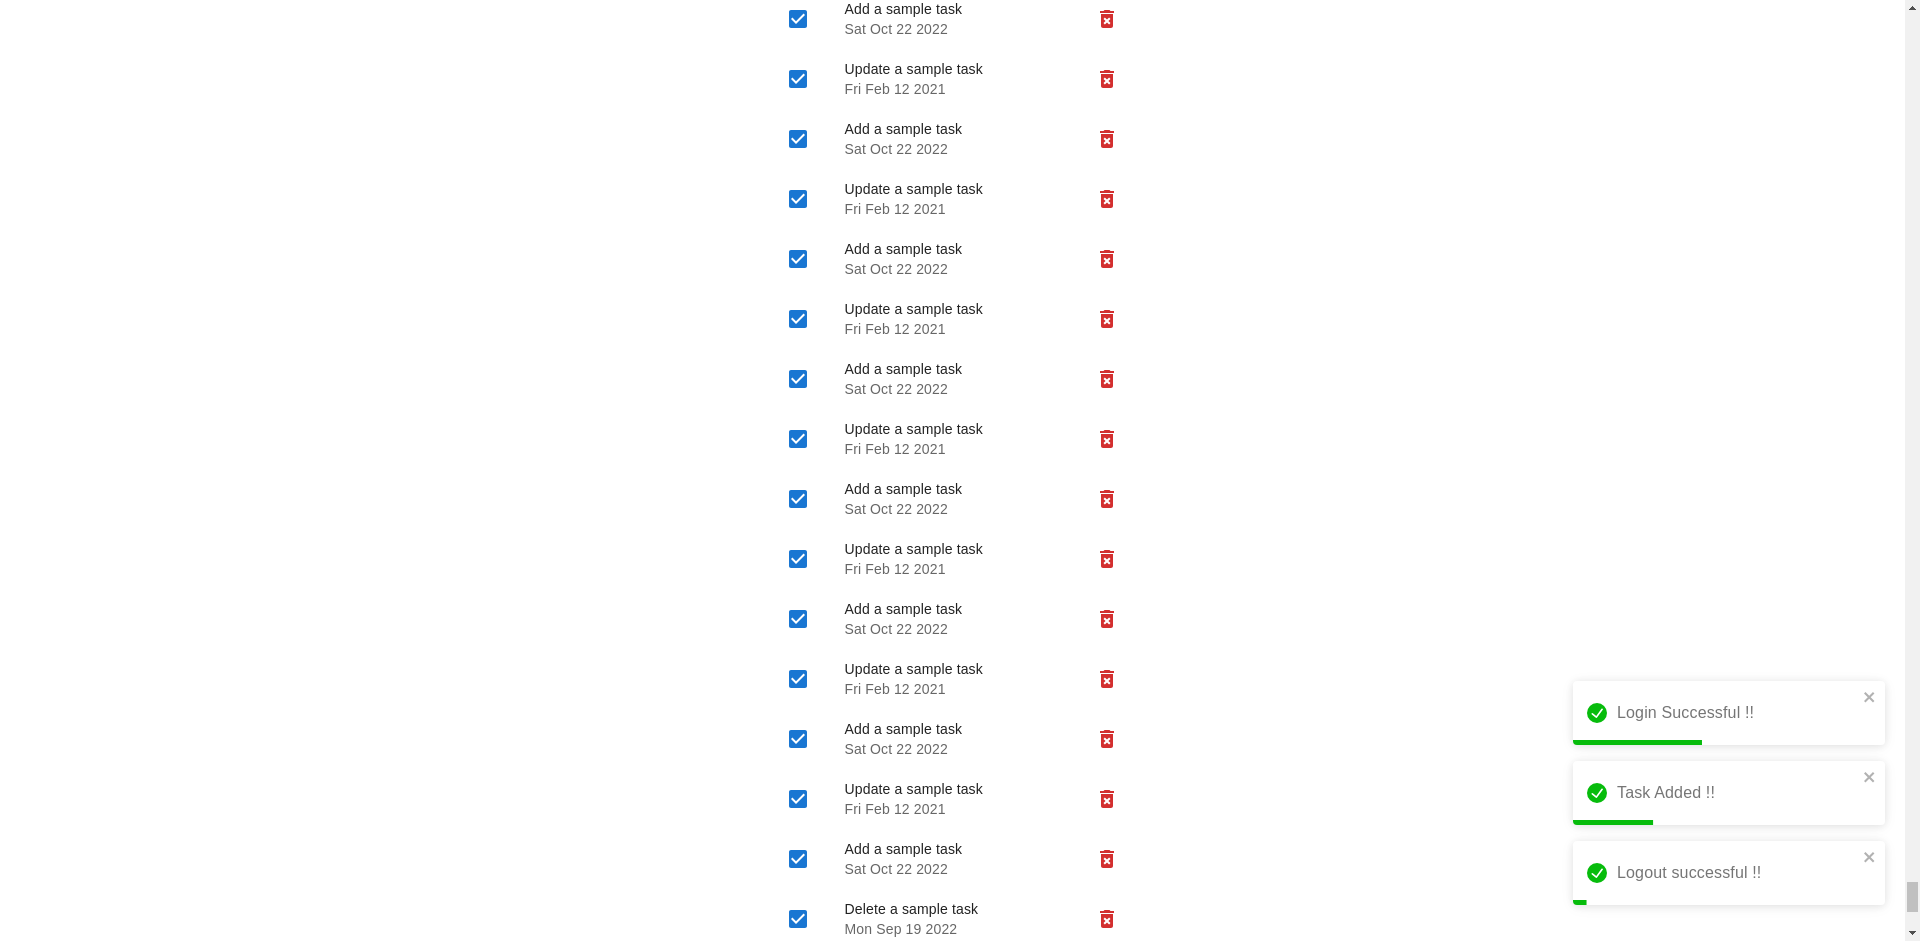 Add a sample task
Sat Oct 22 2022
Update a sample task
Fri Feb 12 2021
Add a sample task
Sat Oct 22 2022
Update a sample task
Fri Feb 12 2021
Add a sample task
Sat Oct 22 2022
Update a sample task
Fri Feb 12 2021
Add a sample task
Sat Oct 22 2022
Update a sample task
Fri Feb 12 2021
Add a sample task
Sat Oct 22 2022
Update a sample task
Fri Feb 12 2021
Add a sample task
Sat Oct 22 2022
Update a sample task
Fri Feb 12 2021
Add a sample task
Sat Oct 22 2022
Update a sample task
Fri Feb 12 2021
Add a sample task
Sat Oct 22 2022
Delete a sample task
Mon Sep 19 2022
Login Successful !!
Task Added !!
Logout successful !!